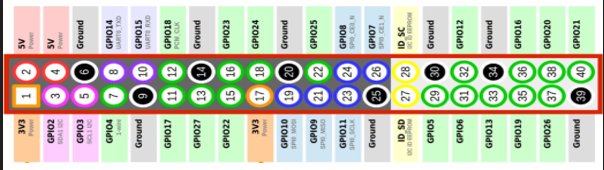 5V Power
5V Power
Ground
GPIO14 UART0_TXD
GPIO15 UART0_RXD
GPIO18 PCM_CLK
Ground
GPIO23
GPIO24
Ground
GPIO25
GPIO8 SPI0_CE0_N
GPIO7 SPI0_CE1_N
ID_SC I2C ID EEPROM
Ground
GPIO12
Ground
GPIO16
GPIO20
GPIO21
2 4 6 8 10 12 14 16 18 20 22 24 26 28 30 32 34 36 38 40
1 3 5 7 9 11 13 15 17 19 21 23 25 27 29 31 33 35 37 39
3V3 Power
GPIO2 SDA1 I2C
GPIO3 SCL1 I2C
GPIO4 1-wire
Ground
GPIO17
GPIO27
GPIO22
3V3 Power
GPIO10 SPI0_MOSI
GPIO9 SPI0_MISO
GPIO11 SPI0_SCLK
Ground
ID_SD I2C ID EEPROM
GPIO5
GPIO6
GPIO13
GPIO19
GPIO26
Ground